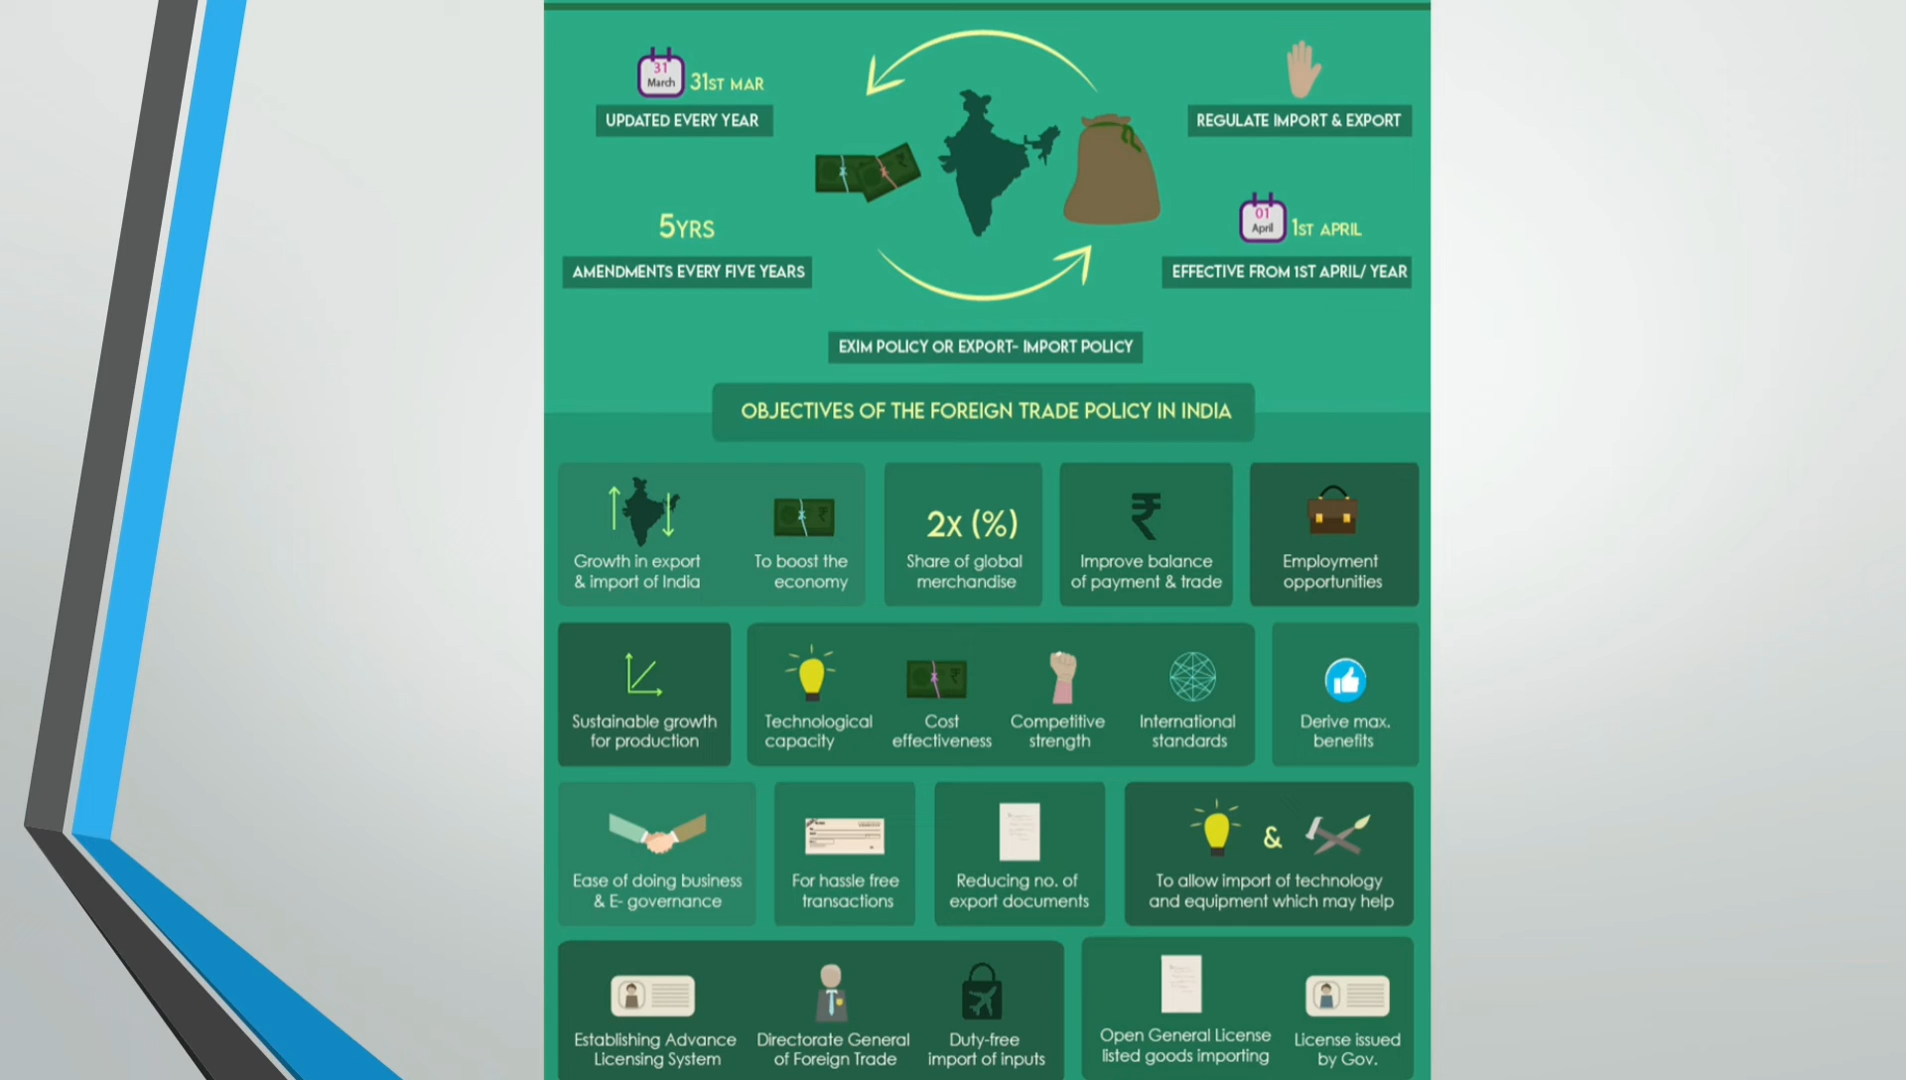 31
March
31ST MAR
UPDATED EVERY YEAR
REGULATE IMPORT & EXPORT
5YRS
AMENDMENTS EVERY FIVE YEARS
01
April
1ST APRIL
EFFECTIVE FROM 1ST APRIL/ YEAR
EXIM POLICY OR EXPORT- IMPORT POLICY
OBJECTIVES OF THE FOREIGN TRADE POLICY IN INDIA
Growth in export
& import of India
To boost the
economy
2X (%)
Share of global
merchandise
₹
Improve balance
of payment & trade
Employment
opportunities
Sustainable growth
for production
Technological
capacity
Cost
effectiveness
Competitive
strength
International
standards
Derive max.
benefits
Ease of doing business
& E- governance
For hassle free
transactions
Reducing no. of
export documents
&
To allow import of technology
and equipment which may help
Establishing Advance
Licensing System
Directorate General
of Foreign Trade
Duty-free
import of inputs
Open General License
listed goods importing
License issued
by Gov.